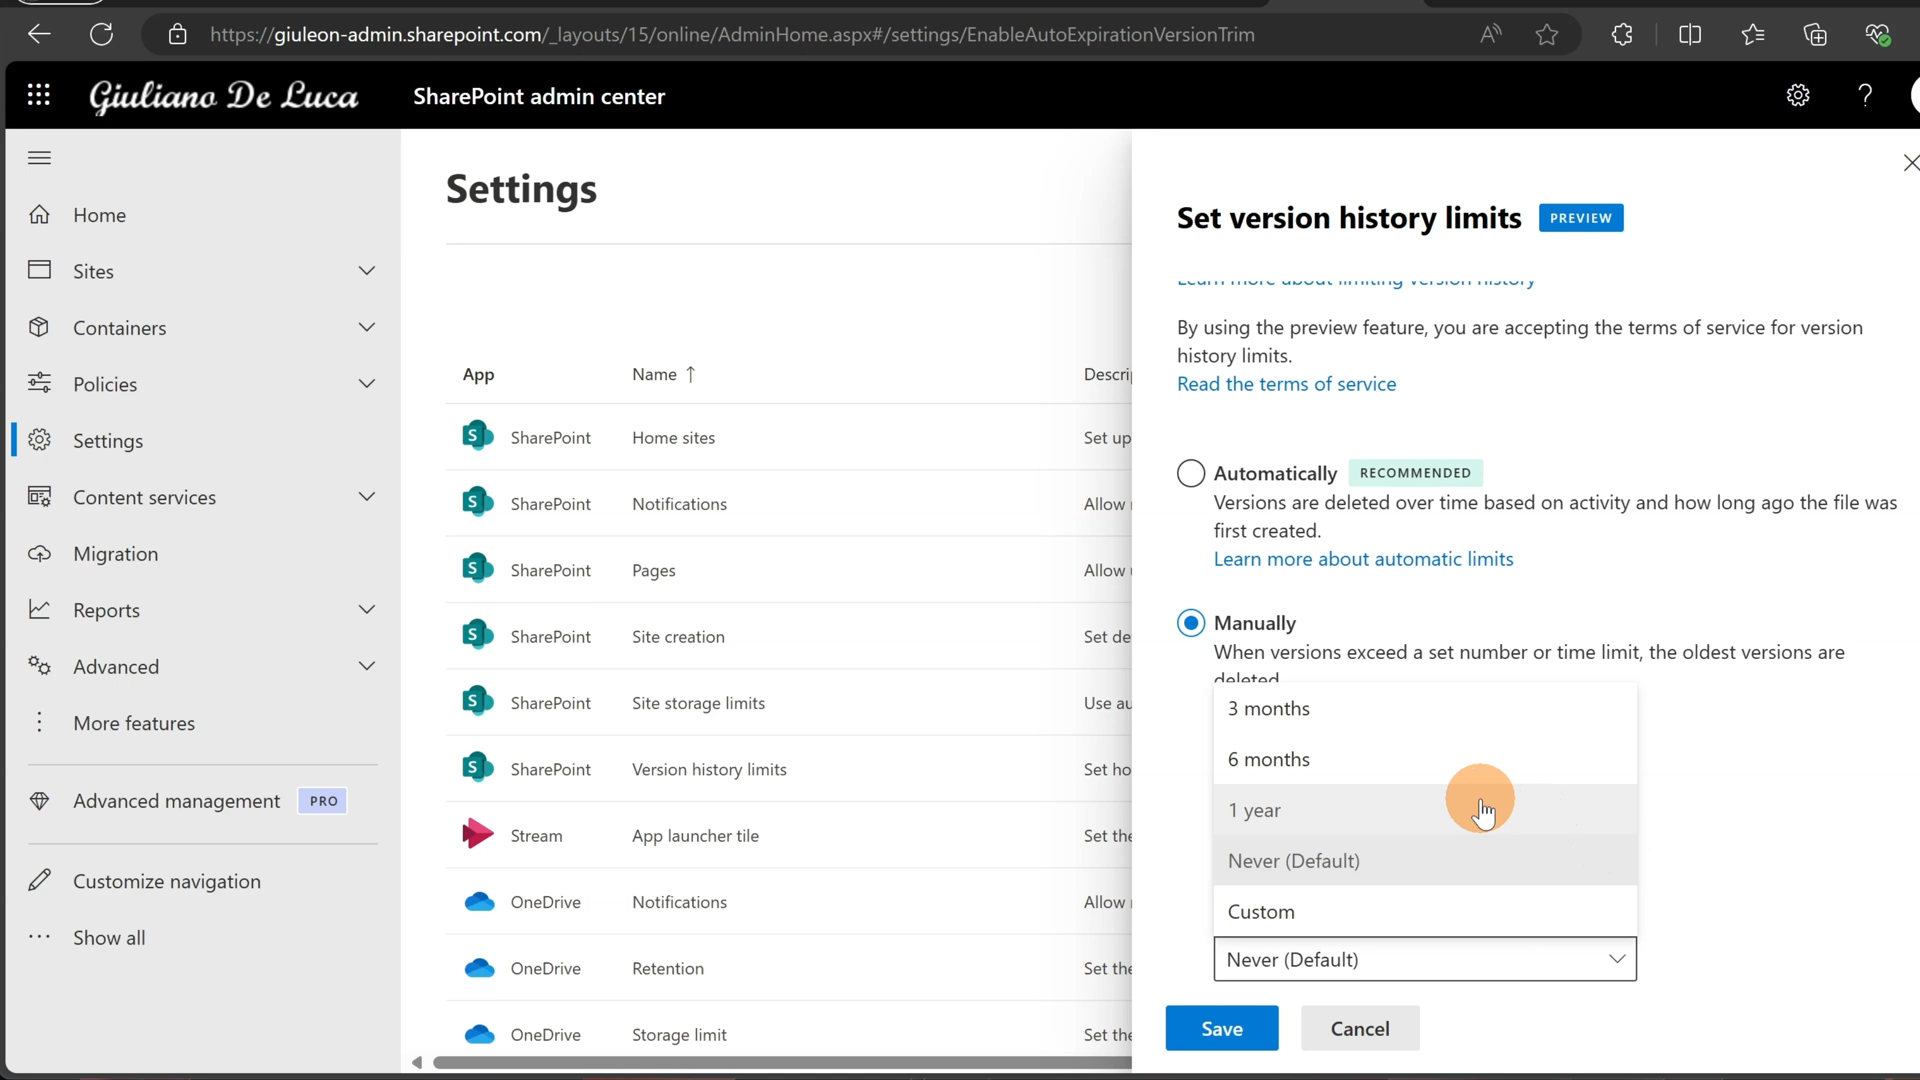 https://giuleon-admin.sharepoint.com/_layouts/15/online/AdminHome.aspx#/settings/EnableAutoExpirationVersionTrim
Giuliano De Luca
SharePoint admin center
?
Home
Sites
Containers
Policies
Settings
Content services
Migration
Reports
Advanced
More features
Advanced management PRO
Customize navigation
Show all
Settings
App Name ↑ Descri
SharePoint Home sites Set up
SharePoint Notifications Allow
SharePoint Pages Allow
SharePoint Site creation Set de
SharePoint Site storage limits Use au
SharePoint Version history limits Set ho
Stream App launcher tile Set the
OneDrive Notifications Allow
OneDrive Retention Set the
OneDrive Storage limit Set the
Set version history limits PREVIEW
Learn more about limiting version history
By using the preview feature, you are accepting the terms of service for version
history limits.
Read the terms of service
Automatically RECOMMENDED
Versions are deleted over time based on activity and how long ago the file was
first created.
Learn more about automatic limits
Manually
When versions exceed a set number or time limit, the oldest versions are
deleted
3 months
6 months
1 year
Never (Default)
Custom
Never (Default)
Save Cancel